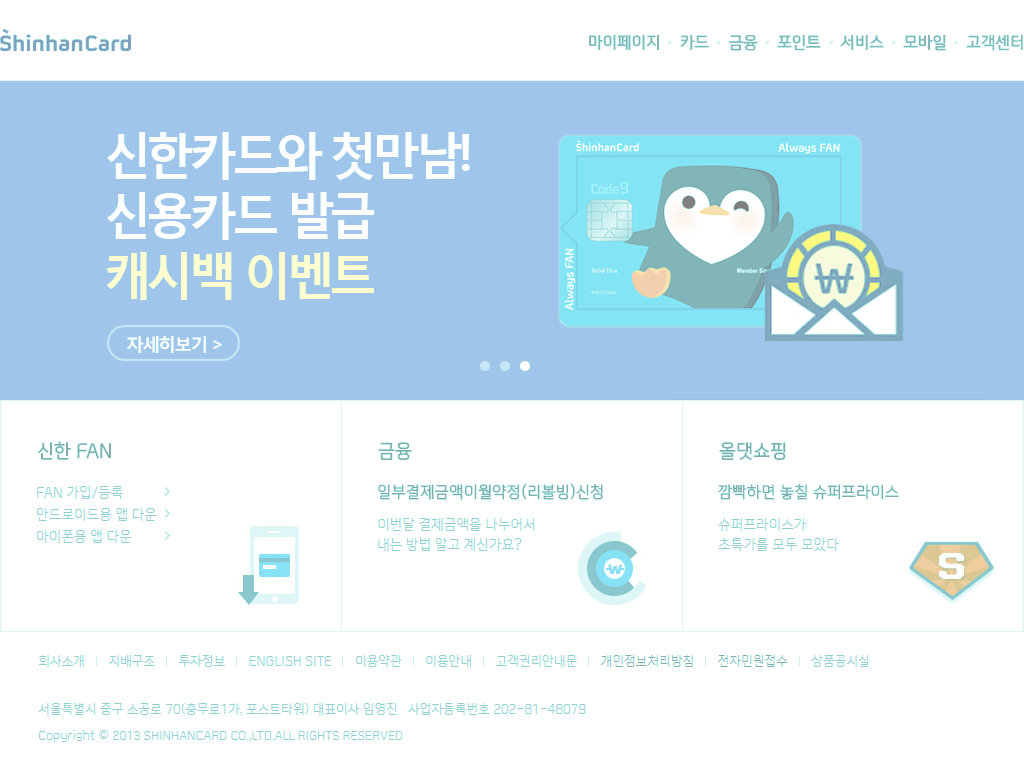 ShinhanCard
마이페이지 · 카드 · 금융 · 포인트 · 서비스 · 모바일 · 고객센터
신한카드와 첫만남!
신용카드 발급
캐시백 이벤트
자세히보기 >
ShinhanCard
Always FAN
Code9
Valid Thru
Always FAN
W
신한 FAN
FAN 가입/등록 >
안드로이드용 앱 다운 >
아이폰용 앱 다운 >
금융
일부결제금액이월약정(리볼빙)신청
이번달 결제금액을 나누어서
내는 방법 알고 계신가요?
W
올댓쇼핑
깜빡하면 놓칠 슈퍼프라이스
슈퍼프라이스가
초특가를 모두 모았다
S
회사소개 | 지배구조 | 투자정보 | ENGLISH SITE | 이용약관 | 이용안내 | 고객권리안내문 | 개인정보처리방침 | 전자민원접수 | 상품공시실
서울특별시 중구 소공로 70(충무로1가, 포스트타워) 대표이사 임영진 사업자등록번호 202-81-48079
Copyright © 2013 SHINHANCARD CO.,LTD.ALL RIGHTS RESERVED